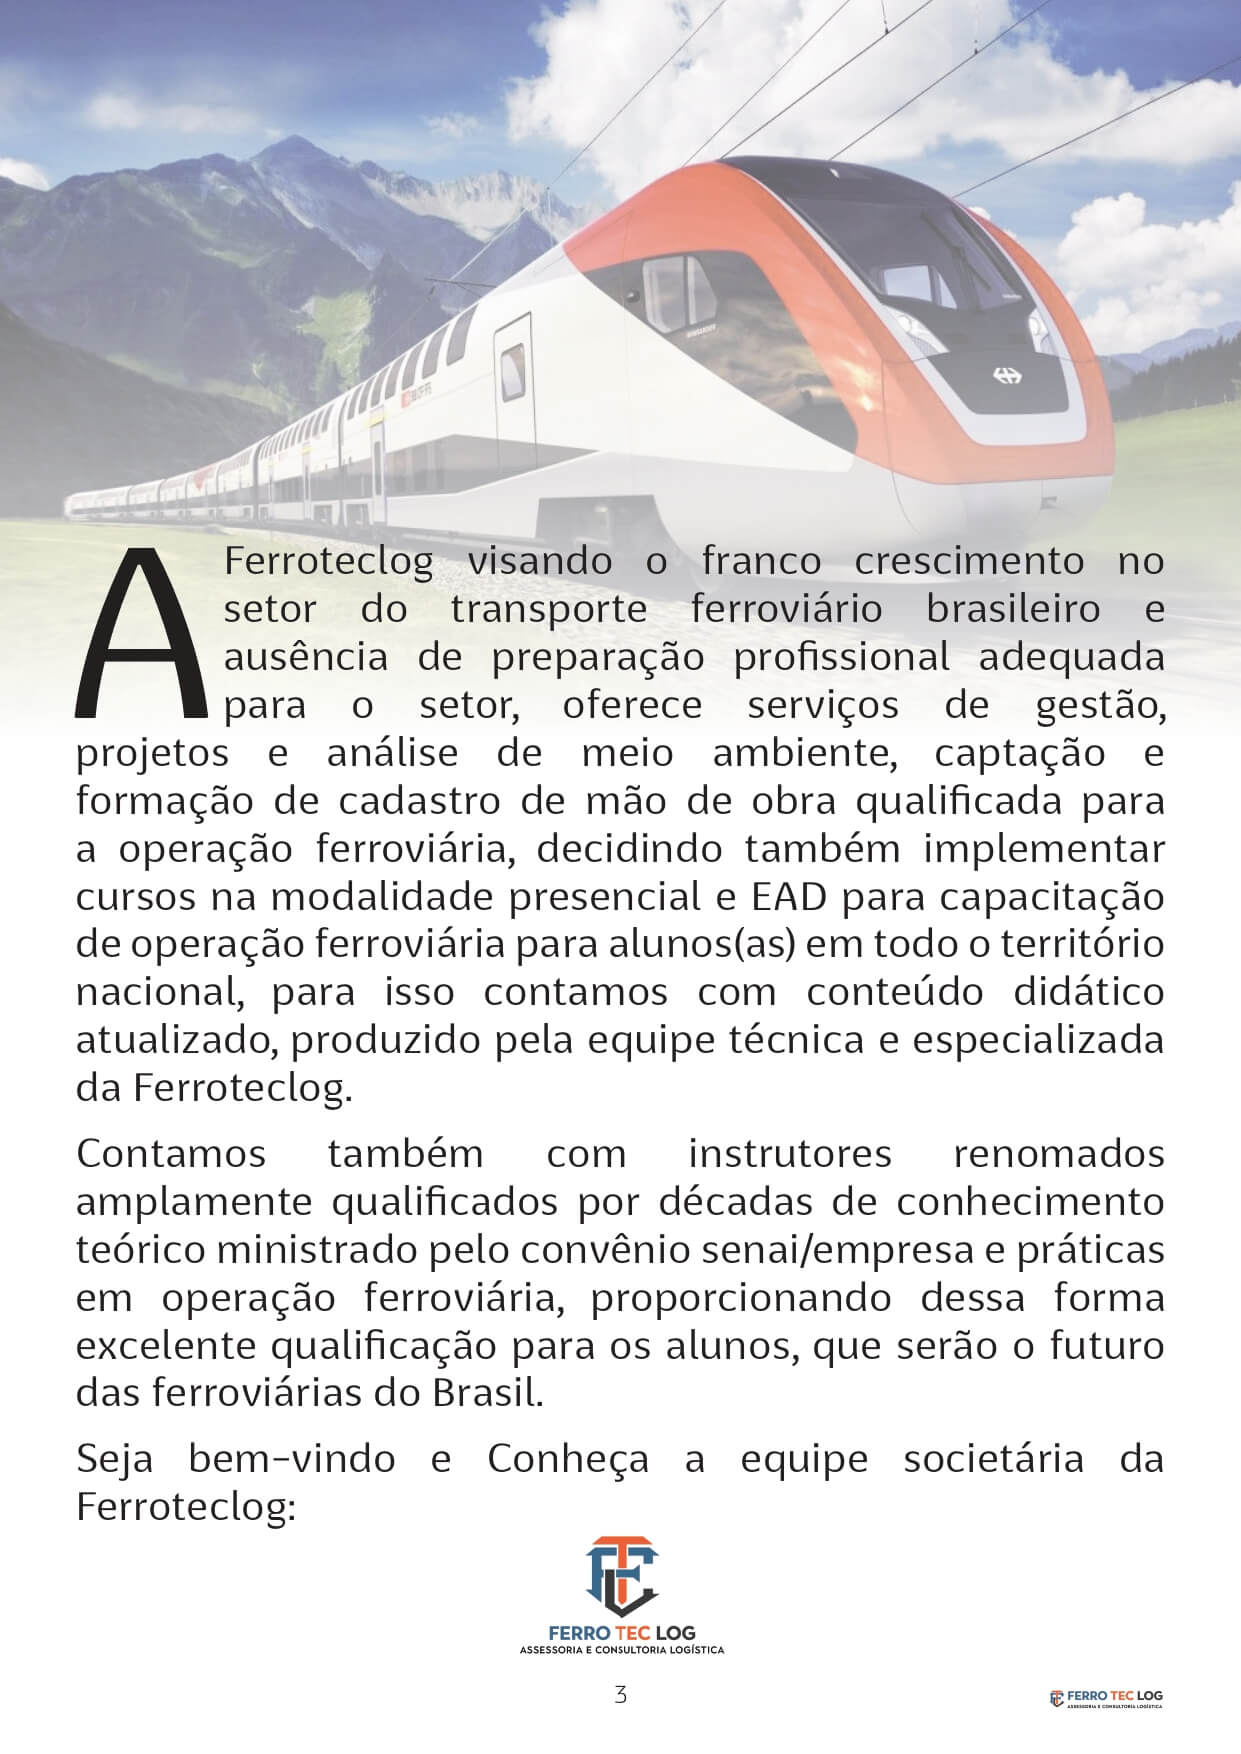 A Ferroteclog visando o franco crescimento no
setor do transporte ferroviário brasileiro e
ausência de preparação profissional adequada
para o setor, oferece serviços de gestão,
projetos e análise de meio ambiente, captação e
formação de cadastro de mão de obra qualificada para
a operação ferroviária, decidindo também implementar
cursos na modalidade presencial e EAD para capacitação
de operação ferroviária para alunos(as) em todo o território
nacional, para isso contamos com conteúdo didático
atualizado, produzido pela equipe técnica e especializada
da Ferroteclog.
Contamos também com instrutores renomados
amplamente qualificados por décadas de conhecimento
teórico ministrado pelo convênio senai/empresa e práticas
em operação ferroviária, proporcionando dessa forma
excelente qualificação para os alunos, que serão o futuro
das ferroviárias do Brasil.
Seja bem-vindo e Conheça a equipe societária da
Ferroteclog:
FERRO TEC LOG
ASSESSORIA E CONSULTORIA LOGÍSTICA
3
FERRO TEC LOG
ASSESSORIA E CONSULTORIA LOGÍSTICA